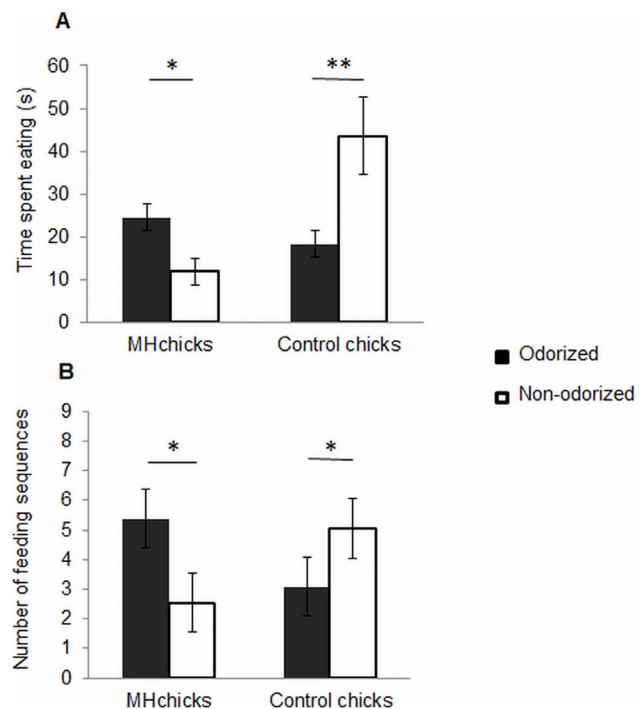 A
Time spent eating (s)
60
50
40
30
20
10
0
*
**
MHchicks Control chicks
Odorized
Non-odorized
B
Number of feeding sequences
9
8
7
6
5
4
3
2
1
0
*
*
MHchicks Control chicks